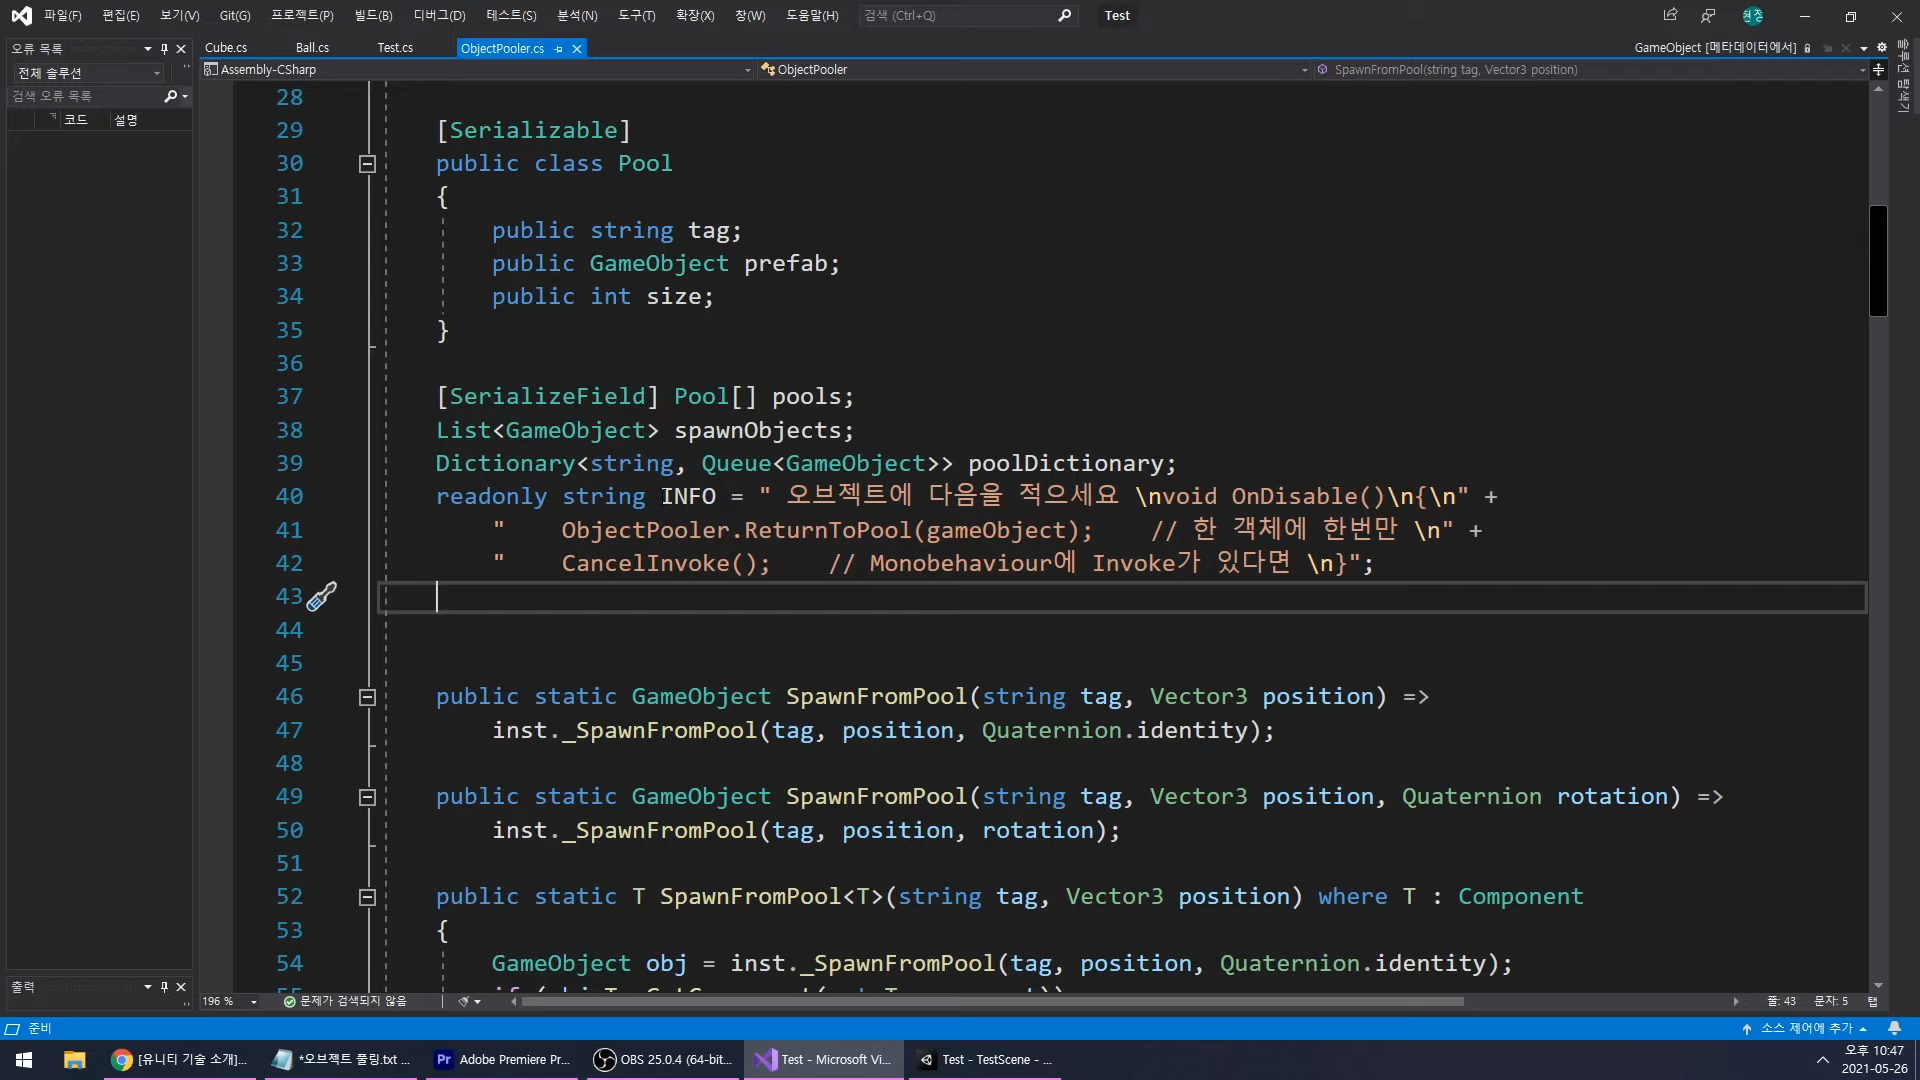 파일(F) 편집(E) 보기(V) Git(G) 프로젝트(P) 빌드(B) 디버그(D) 테스트(S) 분석(N) 도구(T) 확장(X) 창(W) 도움말(H) 검색 (Ctrl+Q) Test
오류 목록
전체 솔루션
검색 오류 목록
코드 설명
Cube.cs Ball.cs Test.cs ObjectPooler.cs GameObject [메타데이터에서]
Assembly-CSharp ObjectPooler SpawnFromPool(string tag, Vector3 position)
솔루션 탐색기
28
29 [Serializable]
30 public class Pool
31 {
32 public string tag;
33 public GameObject prefab;
34 public int size;
35 }
36
37 [SerializeField] Pool[] pools;
38 List<GameObject> spawnObjects;
39 Dictionary<string, Queue<GameObject>> poolDictionary;
40 readonly string INFO = " 오브젝트에 다음을 적으세요 \nvoid OnDisable()\n{\n" +
41 " ObjectPooler.ReturnToPool(gameObject); // 한 객체에 한번만 \n" +
42 " CancelInvoke(); // Monobehaviour에 Invoke가 있다면 \n}";
43
44
45
46 public static GameObject SpawnFromPool(string tag, Vector3 position) =>
47 inst._SpawnFromPool(tag, position, Quaternion.identity);
48
49 public static GameObject SpawnFromPool(string tag, Vector3 position, Quaternion rotation) =>
50 inst._SpawnFromPool(tag, position, rotation);
51
52 public static T SpawnFromPool<T>(string tag, Vector3 position) where T : Component
53 {
54 GameObject obj = inst._SpawnFromPool(tag, position, Quaternion.identity);
출력
196 % 문제가 검색되지 않음 줄: 43 문자: 5 탭
준비 소스 제어에 추가
[유니티 기술 소개]... *오브젝트 풀링.txt ... Adobe Premiere Pr... OBS 25.0.4 (64-bit... Test - Microsoft Vi... Test - TestScene - ...
오후 10:47
2021-05-26